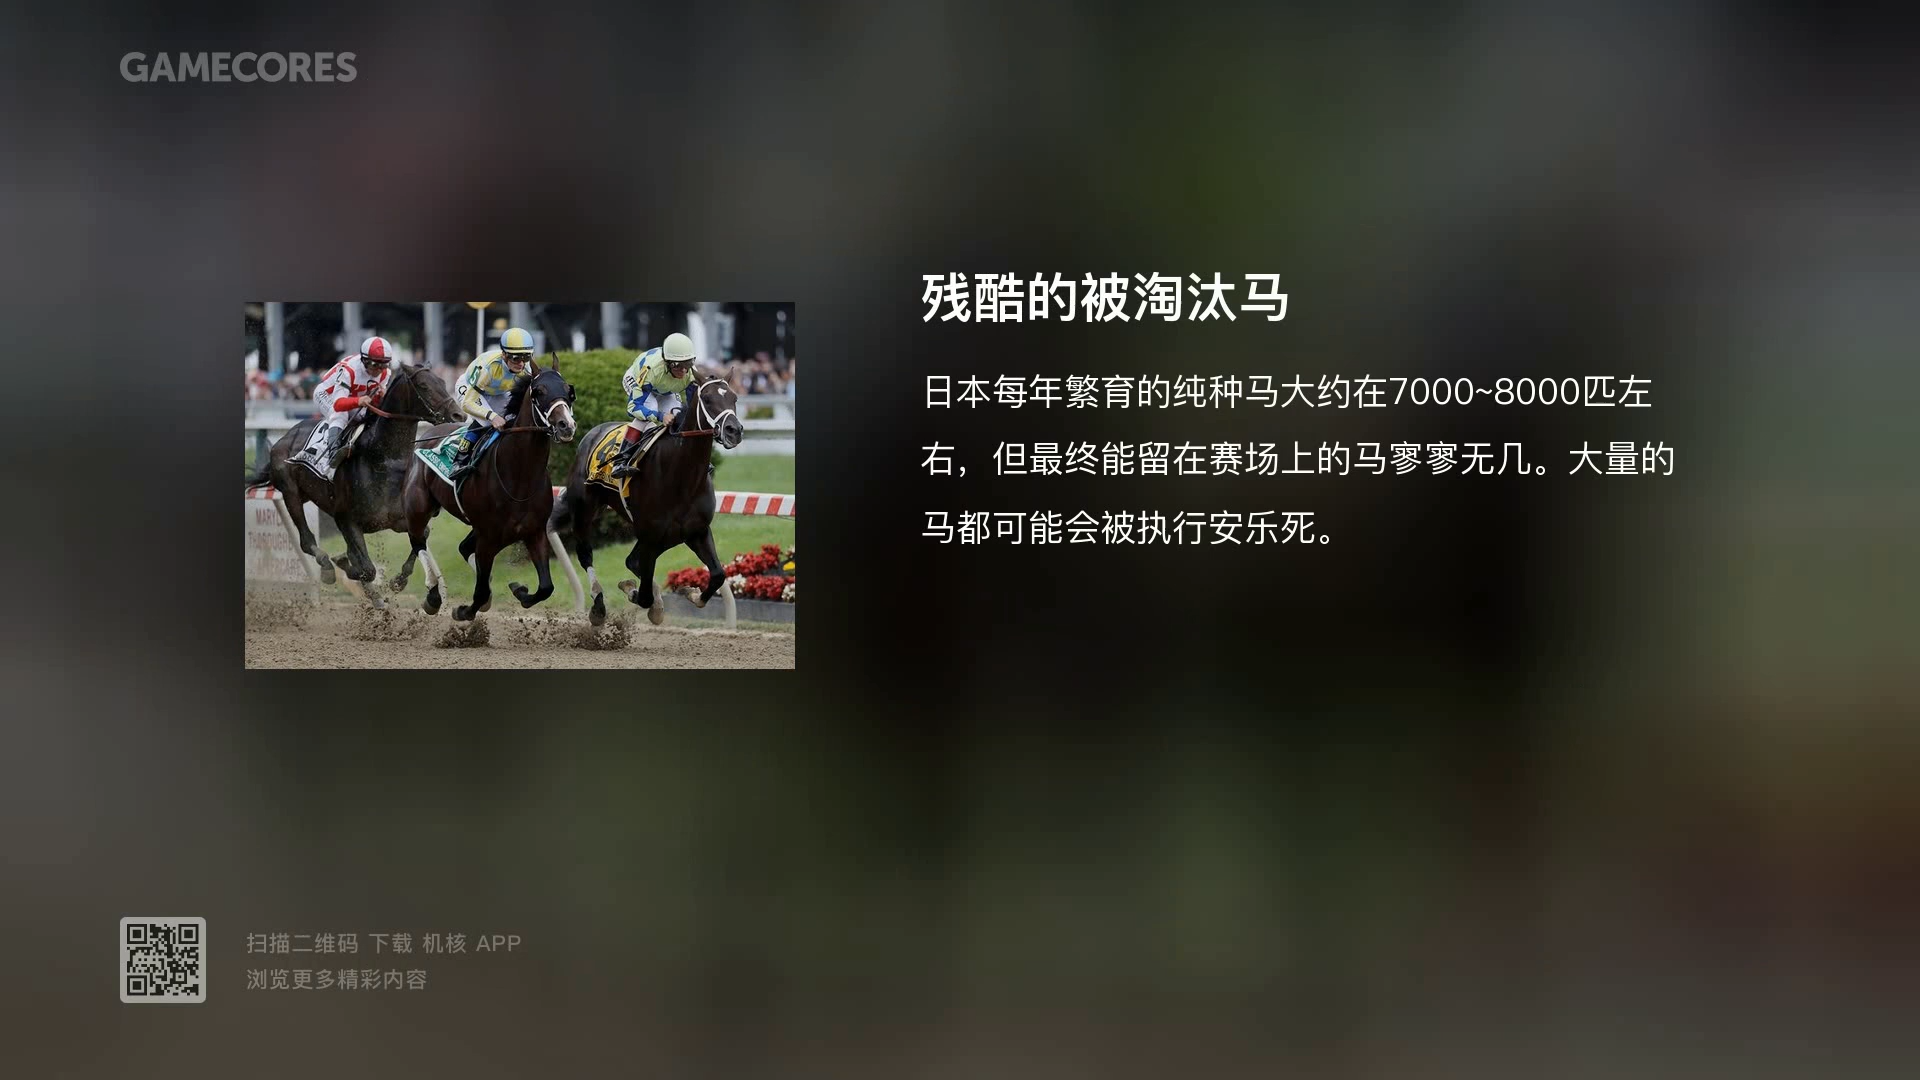 GAMECORES
残酷的被淘汰马
日本每年繁育的纯种马大约在7000~8000匹左
右，但最终能留在赛场上的马寥寥无几。大量的
马都可能会被执行安乐死。
MARYL
2
扫描二维码 下载 机核 APP
浏览更多精彩内容